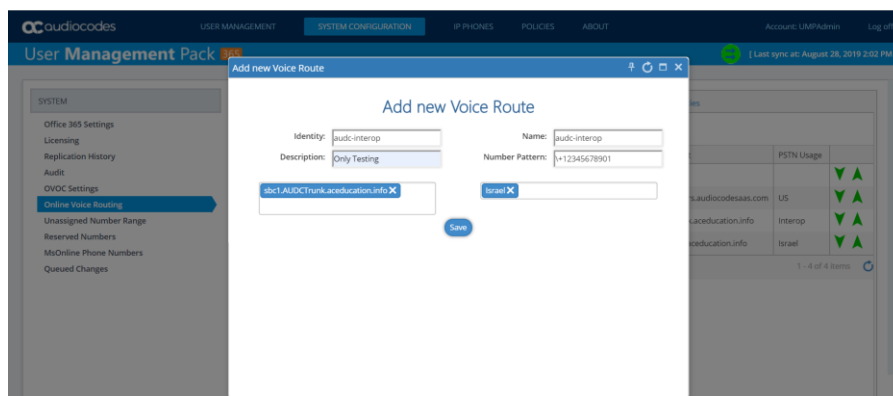 audiocodes USER MANAGEMENT SYSTEM CONFIGURATION IP PHONES POLICIES ABOUT Account: UMPAdmin Log off
User Management Pack 365 [ Last sync at: August 28, 2019 2:02 PM
Add new Voice Route
SYSTEM
Add new Voice Route
Office 365 Settings
Licensing
Replication History
Audit
OVOC Settings
Online Voice Routing
Unassigned Number Range
Reserved Numbers
MsOnline Phone Numbers
Queued Changes
Identity: audc-interop Name: audc-interop
Description: Only Testing Number Pattern: \+12345678901
sbc1.AUDCTrunk.aceducation.info Israel
Save
PSTN Usage
s.audiocodesaas.com US
.aceducation.info Interop
aceducation.info Israel
1 - 4 of 4 items